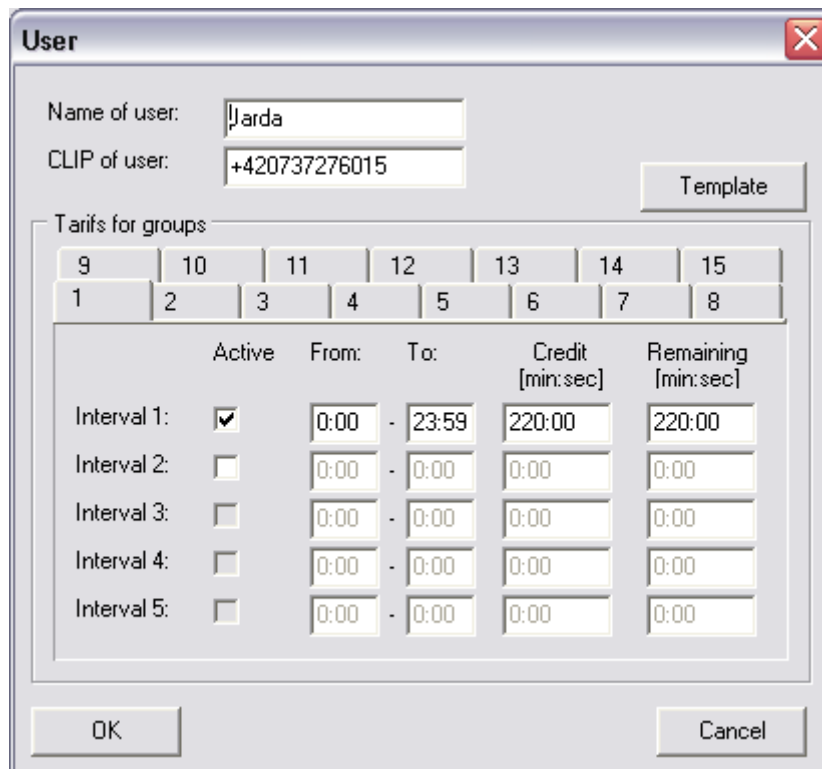 User
Name of user: Jarda
CLIP of user: +420737276015
Template
Tarifs for groups
9 10 11 12 13 14 15
1 2 3 4 5 6 7 8
Active From: To: Credit Remaining
[min:sec] [min:sec]
Interval 1: 0:00 - 23:59 220:00 220:00
Interval 2: 0:00 - 0:00 0:00 0:00
Interval 3: 0:00 - 0:00 0:00 0:00
Interval 4: 0:00 - 0:00 0:00 0:00
Interval 5: 0:00 - 0:00 0:00 0:00
OK Cancel